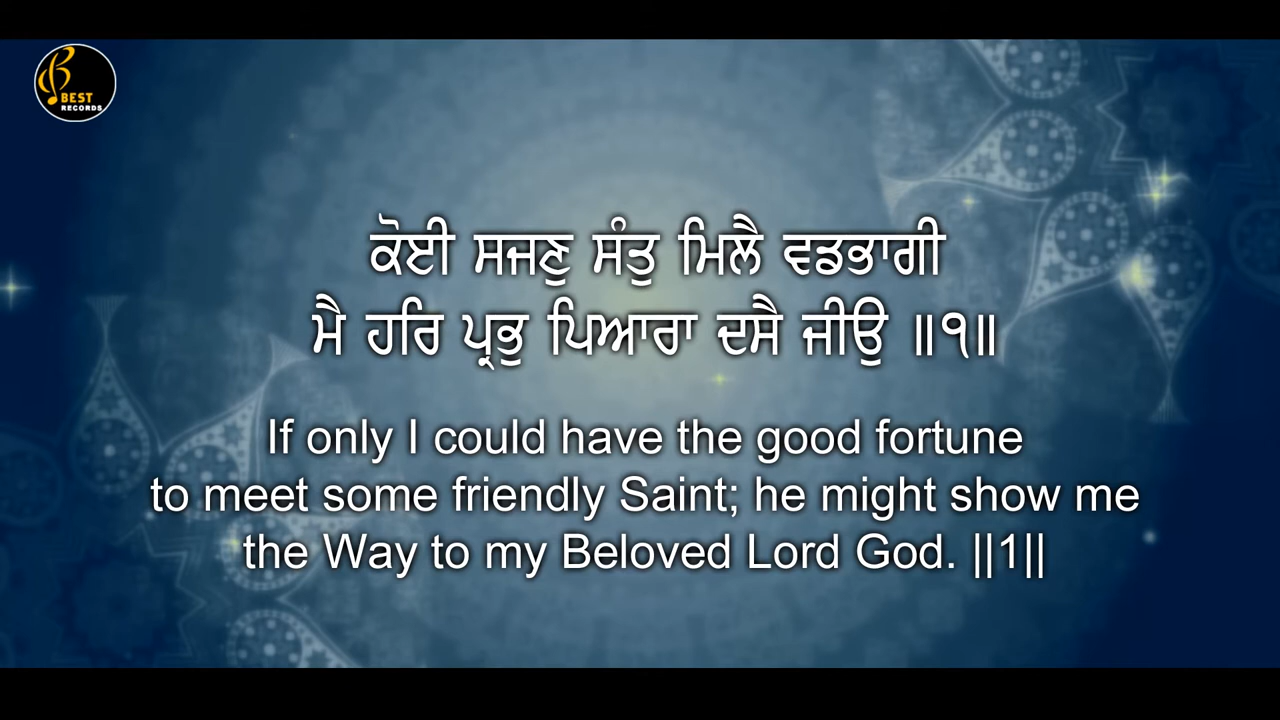 BEST
RECORDS
ਕੋਈ ਸਜਣੁ ਸੰਤੁ ਮਿਲੈ ਵਡਭਾਗੀ
ਮੈ ਹਰਿ ਪ੍ਰਭੁ ਪਿਆਰਾ ਦਸੈ ਜੀਉ ॥੧॥
If only I could have the good fortune
to meet some friendly Saint; he might show me
the Way to my Beloved Lord God. ||1||